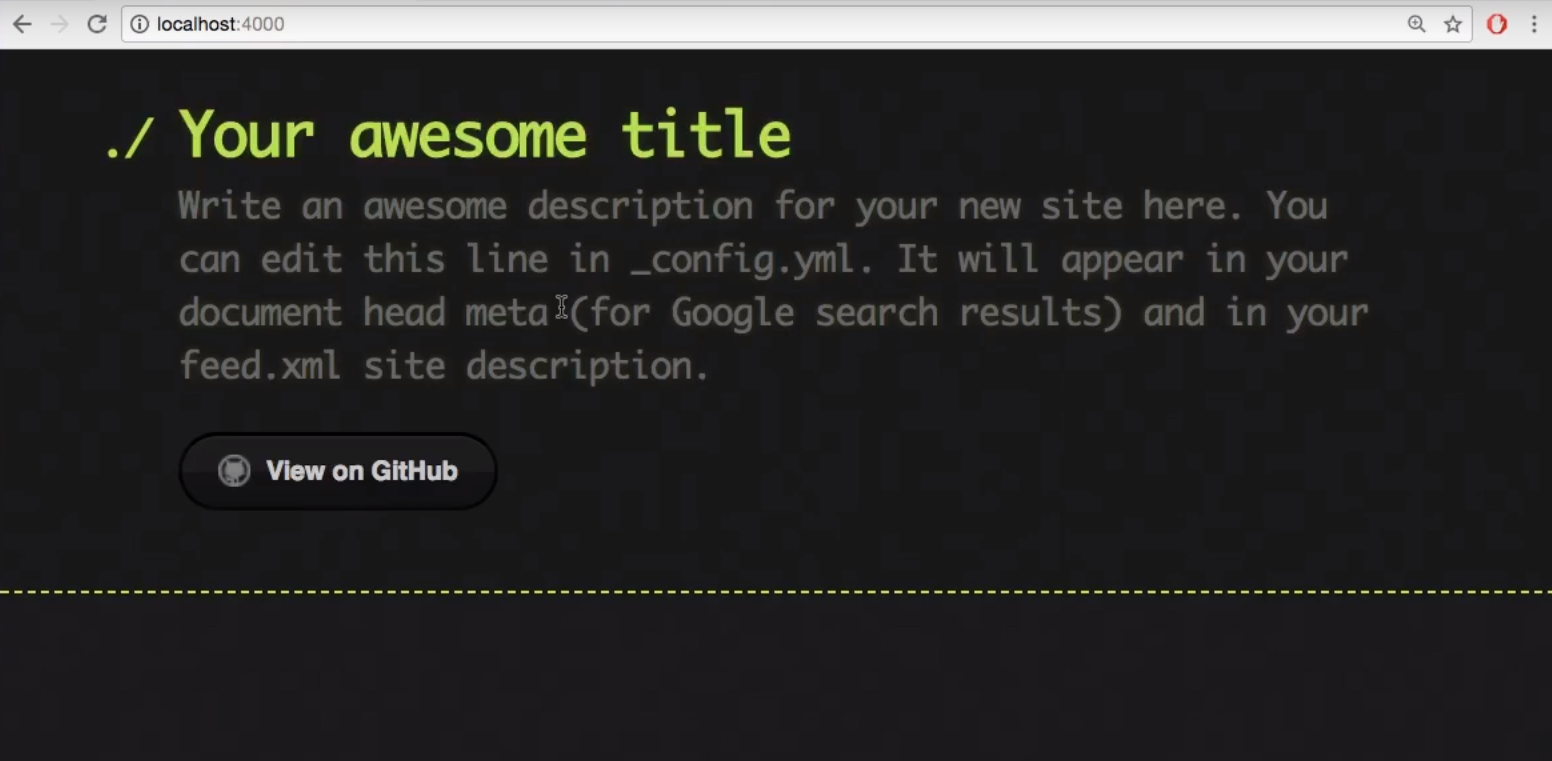 localhost:4000
./ Your awesome title
Write an awesome description for your new site here. You
can edit this line in _config.yml. It will appear in your
document head meta (for Google search results) and in your
feed.xml site description.
View on GitHub